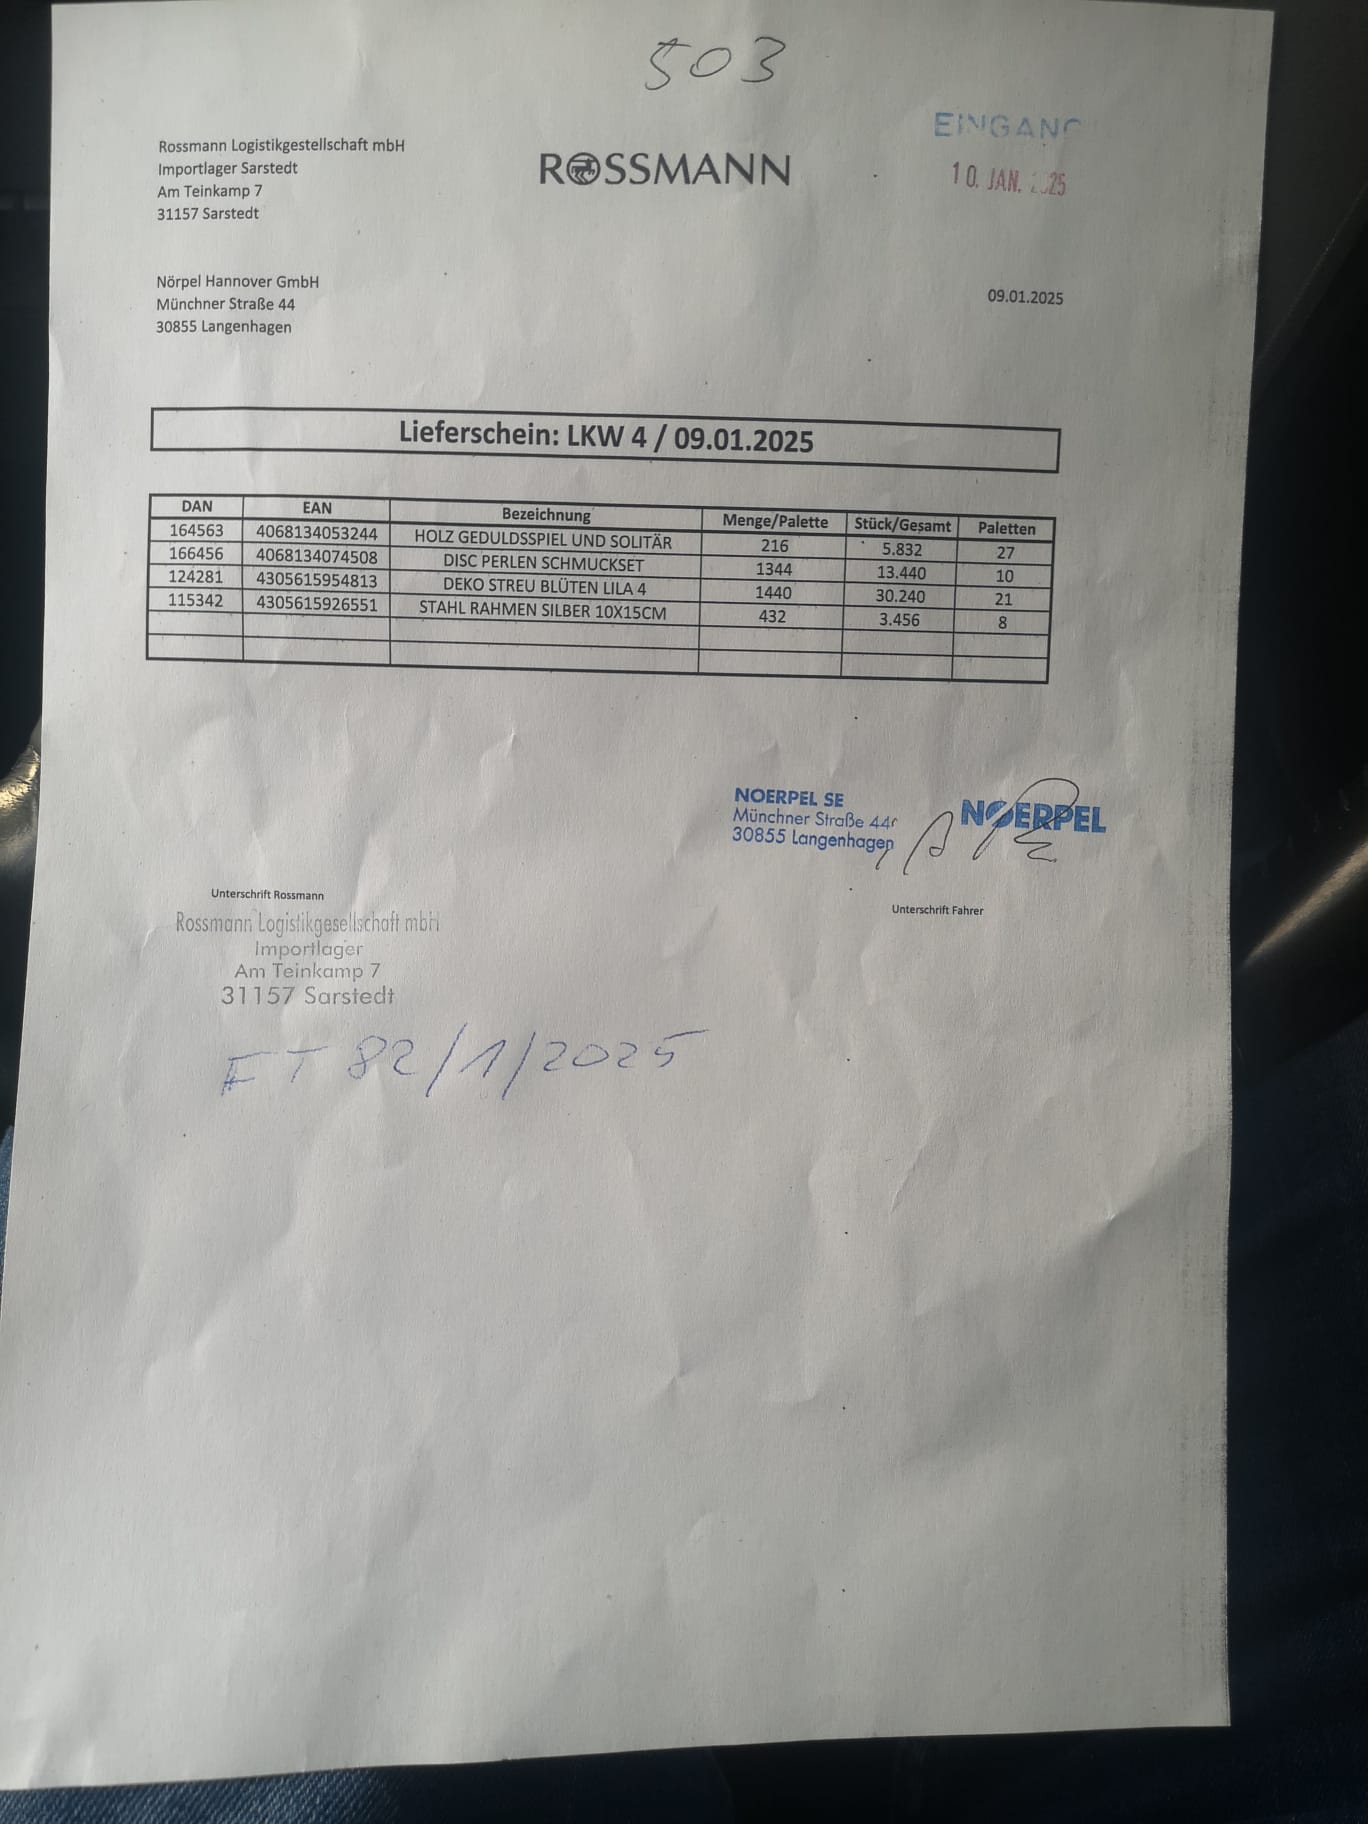 503
EINGANG
10. JAN. 2025
Rossmann Logistikgesellschaft mbH
Importlager Sarstedt
Am Teinkamp 7
31157 Sarstedt
ROSSMANN
Nörpel Hannover GmbH
Münchner Straße 44
30855 Langenhagen
09.01.2025
Lieferschein: LKW 4 / 09.01.2025
DAN EAN Bezeichnung Menge/Palette Stück/Gesamt Paletten
164563 4068134053244 HOLZ GEDULDSSPIEL UND SOLITÄR 216 5.832 27
166456 4068134074508 DISC PERLEN SCHMUCKSET 1344 13.440 10
124281 4305615954813 DEKO STREU BLÜTEN LILA 4 1440 30.240 21
115342 4305615926551 STAHL RAHMEN SILBER 10X15CM 432 3.456 8
NOERPEL SE
Münchner Straße 44
30855 Langenhagen
NOERPEL
Unterschrift Rossmann
Unterschrift Fahrer
Rossmann Logistikgesellschaft mbH
Importlager
Am Teinkamp 7
31157 Sarstedt
FT 82/1/2025